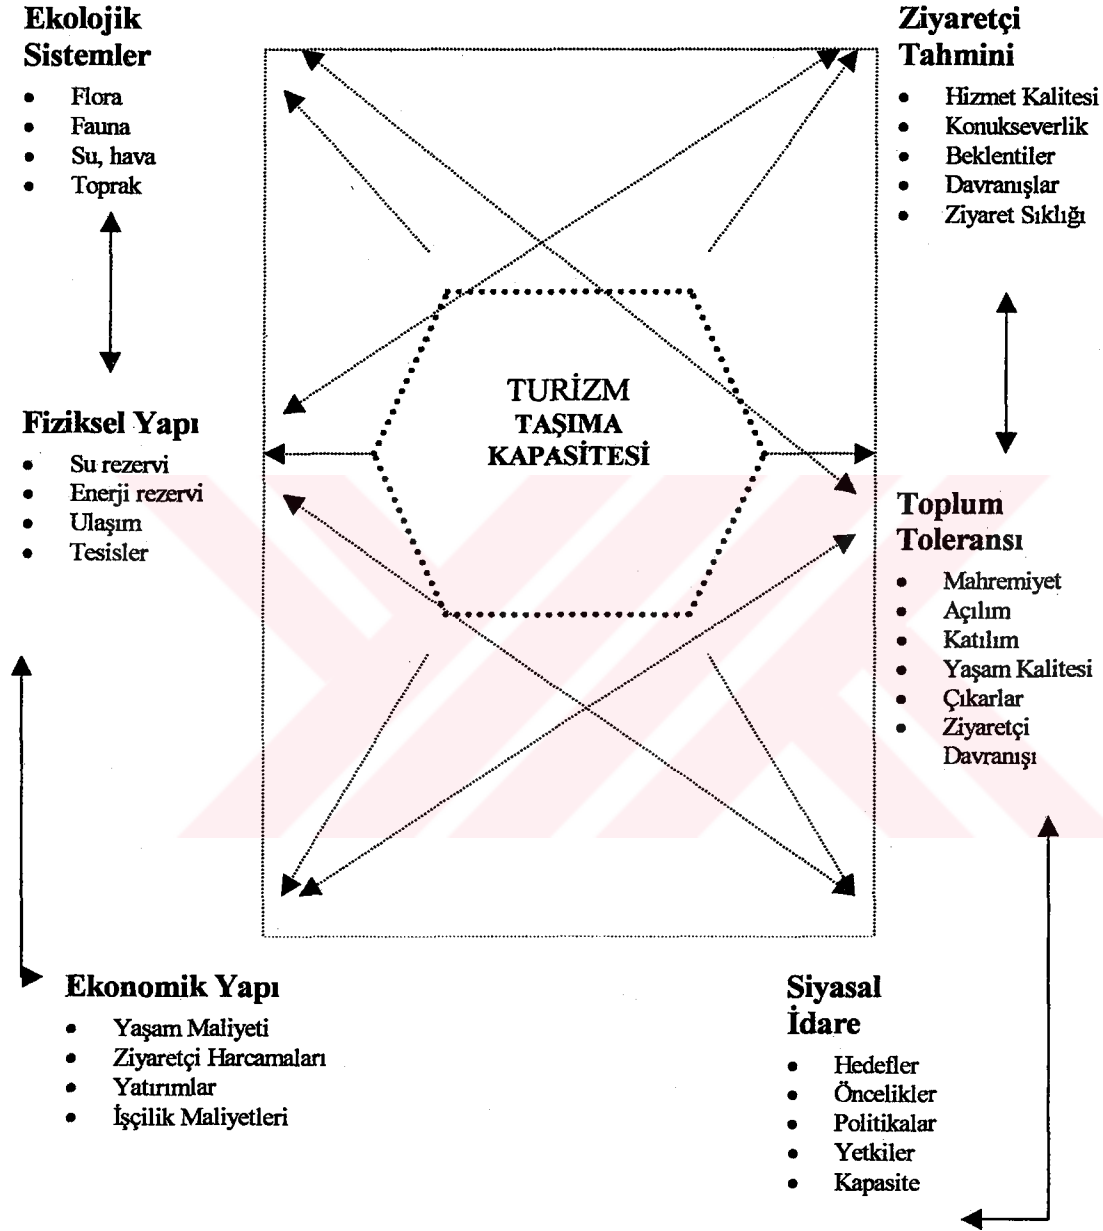 Ekolojik
Sistemler
• Flora
• Fauna
• Su, hava
• Toprak
Ziyaretçi
Tahmini
• Hizmet Kalitesi
• Konukseverlik
• Beklentiler
• Davranışlar
• Ziyaret Sıklığı
TURİZM
TAŞIMA
KAPASİTESİ
Fiziksel Yapı
• Su rezervi
• Enerji rezervi
• Ulaşım
• Tesisler
Toplum
Toleransı
• Mahremiyet
• Açılım
• Katılım
• Yaşam Kalitesi
• Çıkarlar
• Ziyaretçi
Davranışı
Ekonomik Yapı
• Yaşam Maliyeti
• Ziyaretçi Harcamaları
• Yatırımlar
• İşçilik Maliyetleri
Siyasal
İdare
• Hedefler
• Öncelikler
• Politikalar
• Yetkiler
• Kapasite